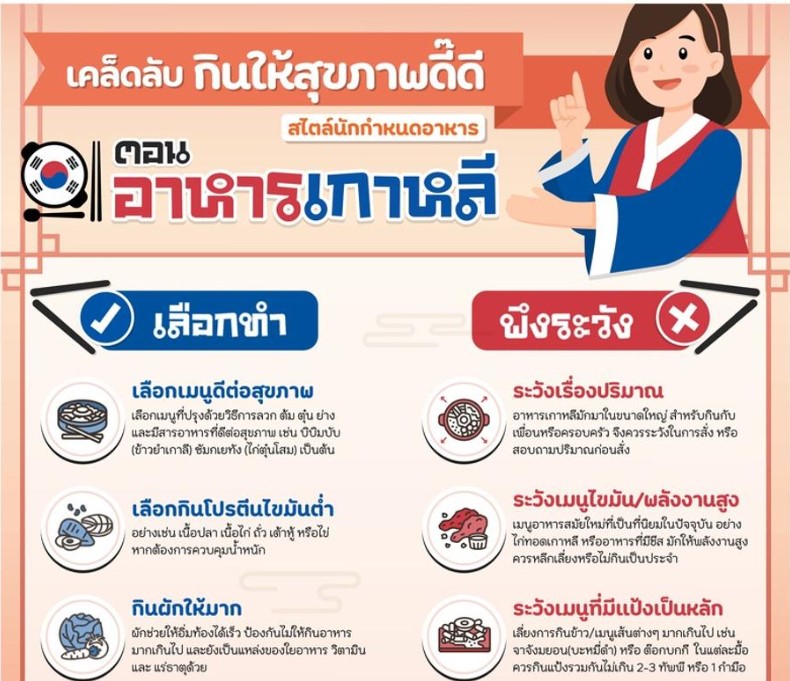 เคล็ดลับ กินให้สุขภาพดี๊ดี
สไตล์นักกำหนดอาหาร
ตอน
อาหารเกาหลี
เลือกทำ
เลือกเมนูดีต่อสุขภาพ
เลือกเมนูที่ปรุงด้วยวิธีการลวก ต้ม ตุ๋น ย่าง
และมีสารอาหารที่ดีต่อสุขภาพ เช่น บิบิมบับ
(ข้าวยำเกาลี) ซัมกเยทัง (ไก่ตุ๋นโสม) เป็นต้น
เลือกกินโปรตีนไขมันต่ำ
อย่างเช่น เนื้อปลา เนื้อไก่ ถั่ว เต้าหู้ หรือไข่
หากต้องการควบคุมน้ำหนัก
กินผักให้มาก
ผักช่วยให้อิ่มท้องได้เร็ว ป้องกันไม่ให้กินอาหาร
มากเกินไป และยังเป็นแหล่งของใยอาหาร วิตามิน
และ แร่ธาตุด้วย
พึงระวัง
ระวังเรื่องปริมาณ
อาหารเกาหลีมักมาในขนาดใหญ่ สำหรับกินกับ
เพื่อนหรือครอบครัว จึงควรระวังในการสั่ง หรือ
สอบถามปริมาณก่อนสั่ง
ระวังเมนูไขมัน/พลังงานสูง
เมนูอาหารสมัยใหม่ที่เป็นที่นิยมในปัจจุบัน อย่าง
ไก่ทอดเกาหลี หรืออาหารที่มีชีส มักให้พลังงานสูง
ควรหลีกเลี่ยงหรือไม่กินเป็นประจำ
ระวังเมนูที่มีแป้งเป็นหลัก
เลี่ยงการกินข้าว/เมนูเส้นต่างๆ มากเกินไป เช่น
จาจังมยอน(บะหมี่ดำ) หรือ ต๊อกบกกี ในแต่ละมื้อ
ควรกินแป้งรวมกันไม่เกิน 2-3 ทัพพี หรือ 1 กำมือ